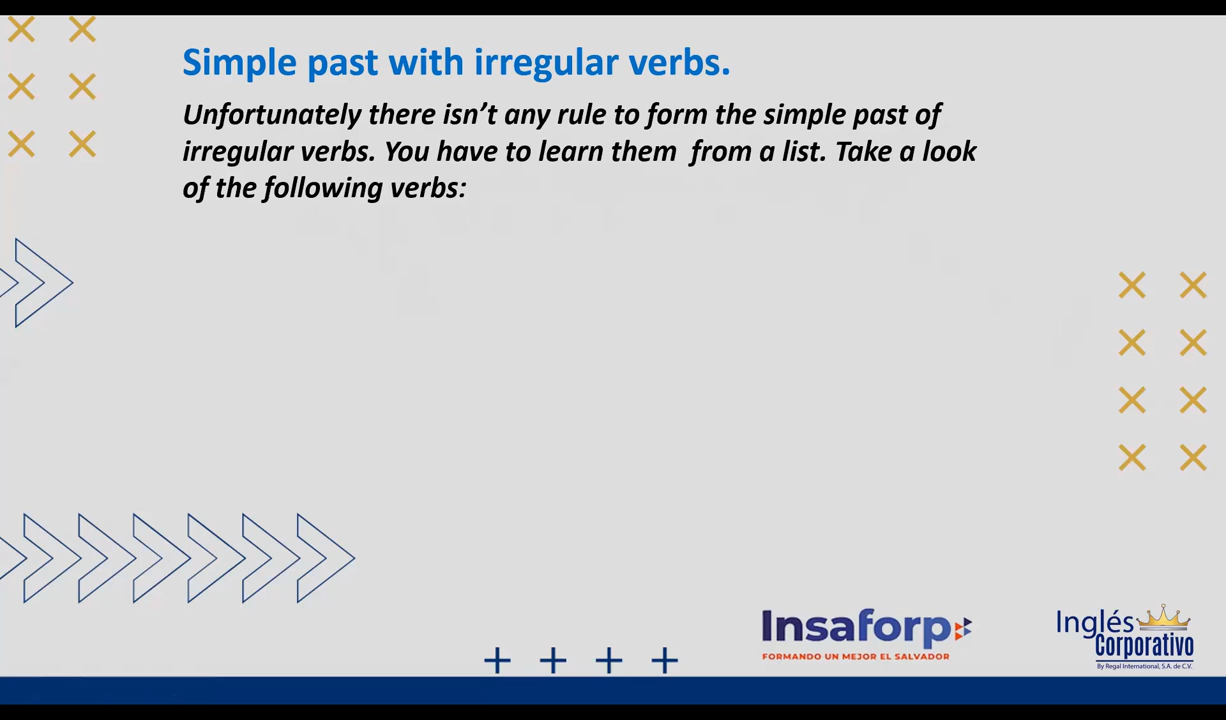 Simple past with irregular verbs.
Unfortunately there isn’t any rule to form the simple past of
irregular verbs. You have to learn them  from a list. Take a look
of the following verbs:
Insaforp
FORMANDO UN MEJOR EL SALVADOR
Inglés
Corporativo
By Regal International, S.A. de C.V.